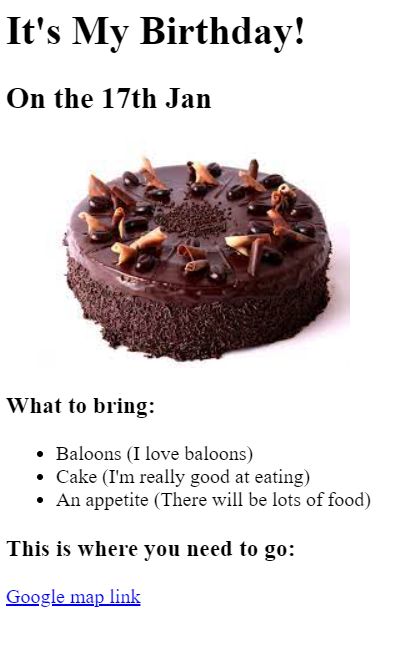 It's My Birthday!
On the 17th Jan
What to bring:
Baloons (I love baloons)
Cake (I'm really good at eating)
An appetite (There will be lots of food)
This is where you need to go:
Google map link